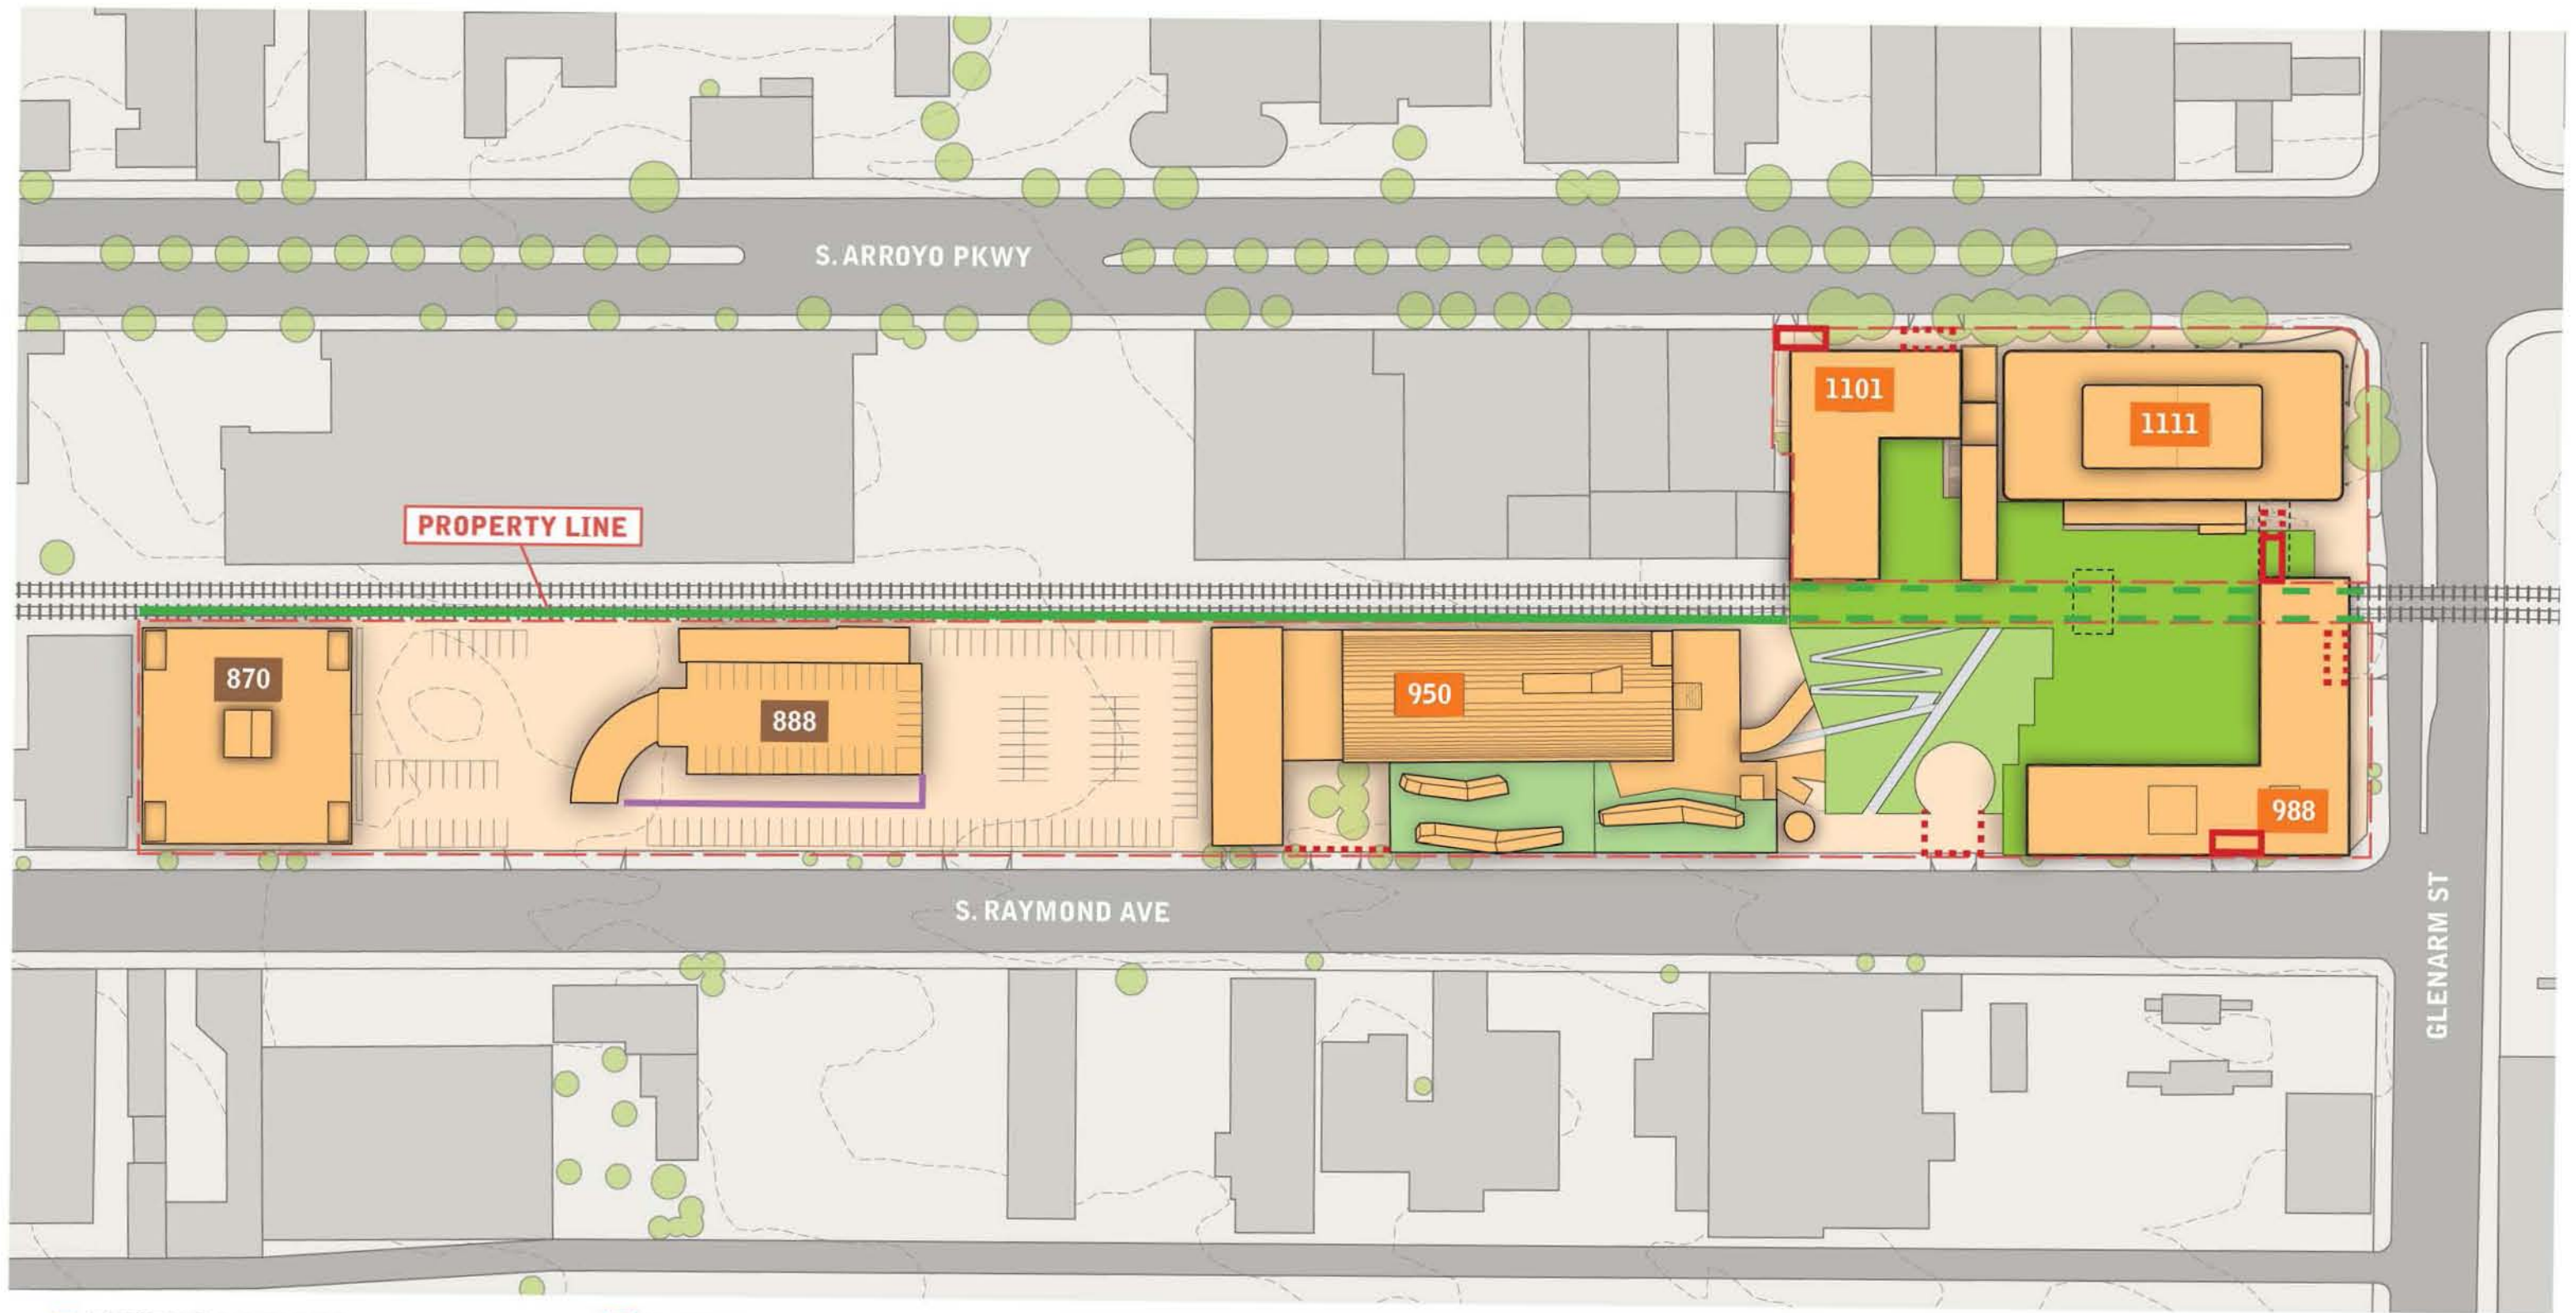 S. ARROYO PKWY
1101
1111
PROPERTY LINE
870
888
950
988
S. RAYMOND AVE
GLENARM ST